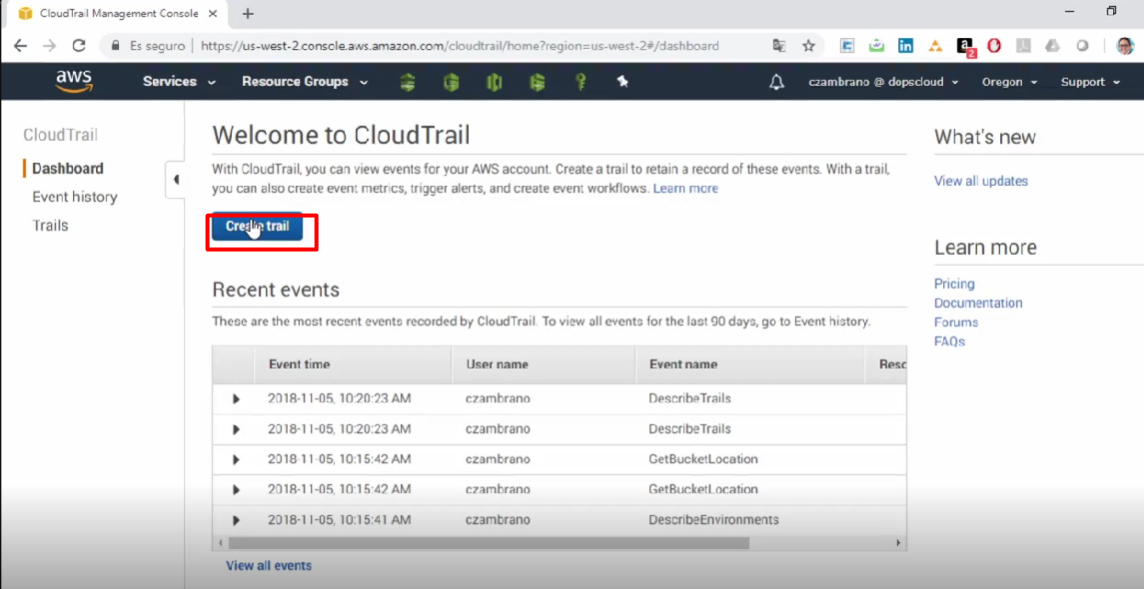 CloudTrail Management Console
Es seguro https://us-west-2.console.aws.amazon.com/cloudtrail/home?region=us-west-2#/dashboard
a 2
aws Services Resource Groups czambrano @ dopscloud Oregon Support
CloudTrail
Dashboard
Event history
Trails
Welcome to CloudTrail
With CloudTrail, you can view events for your AWS account. Create a trail to retain a record of these events. With a trail,
you can also create event metrics, trigger alerts, and create event workflows. Learn more
Create trail
Recent events
These are the most recent events recorded by CloudTrail. To view all events for the last 90 days, go to Event history.
Event time User name Event name Resc
2018-11-05, 10:20:23 AM czambrano DescribeTrails
2018-11-05, 10:20:23 AM czambrano DescribeTrails
2018-11-05, 10:15:42 AM czambrano GetBucketLocation
2018-11-05, 10:15:42 AM czambrano GetBucketLocation
2018-11-05, 10:15:41 AM czambrano DescribeEnvironments
View all events
What's new
View all updates
Learn more
Pricing
Documentation
Forums
FAQs